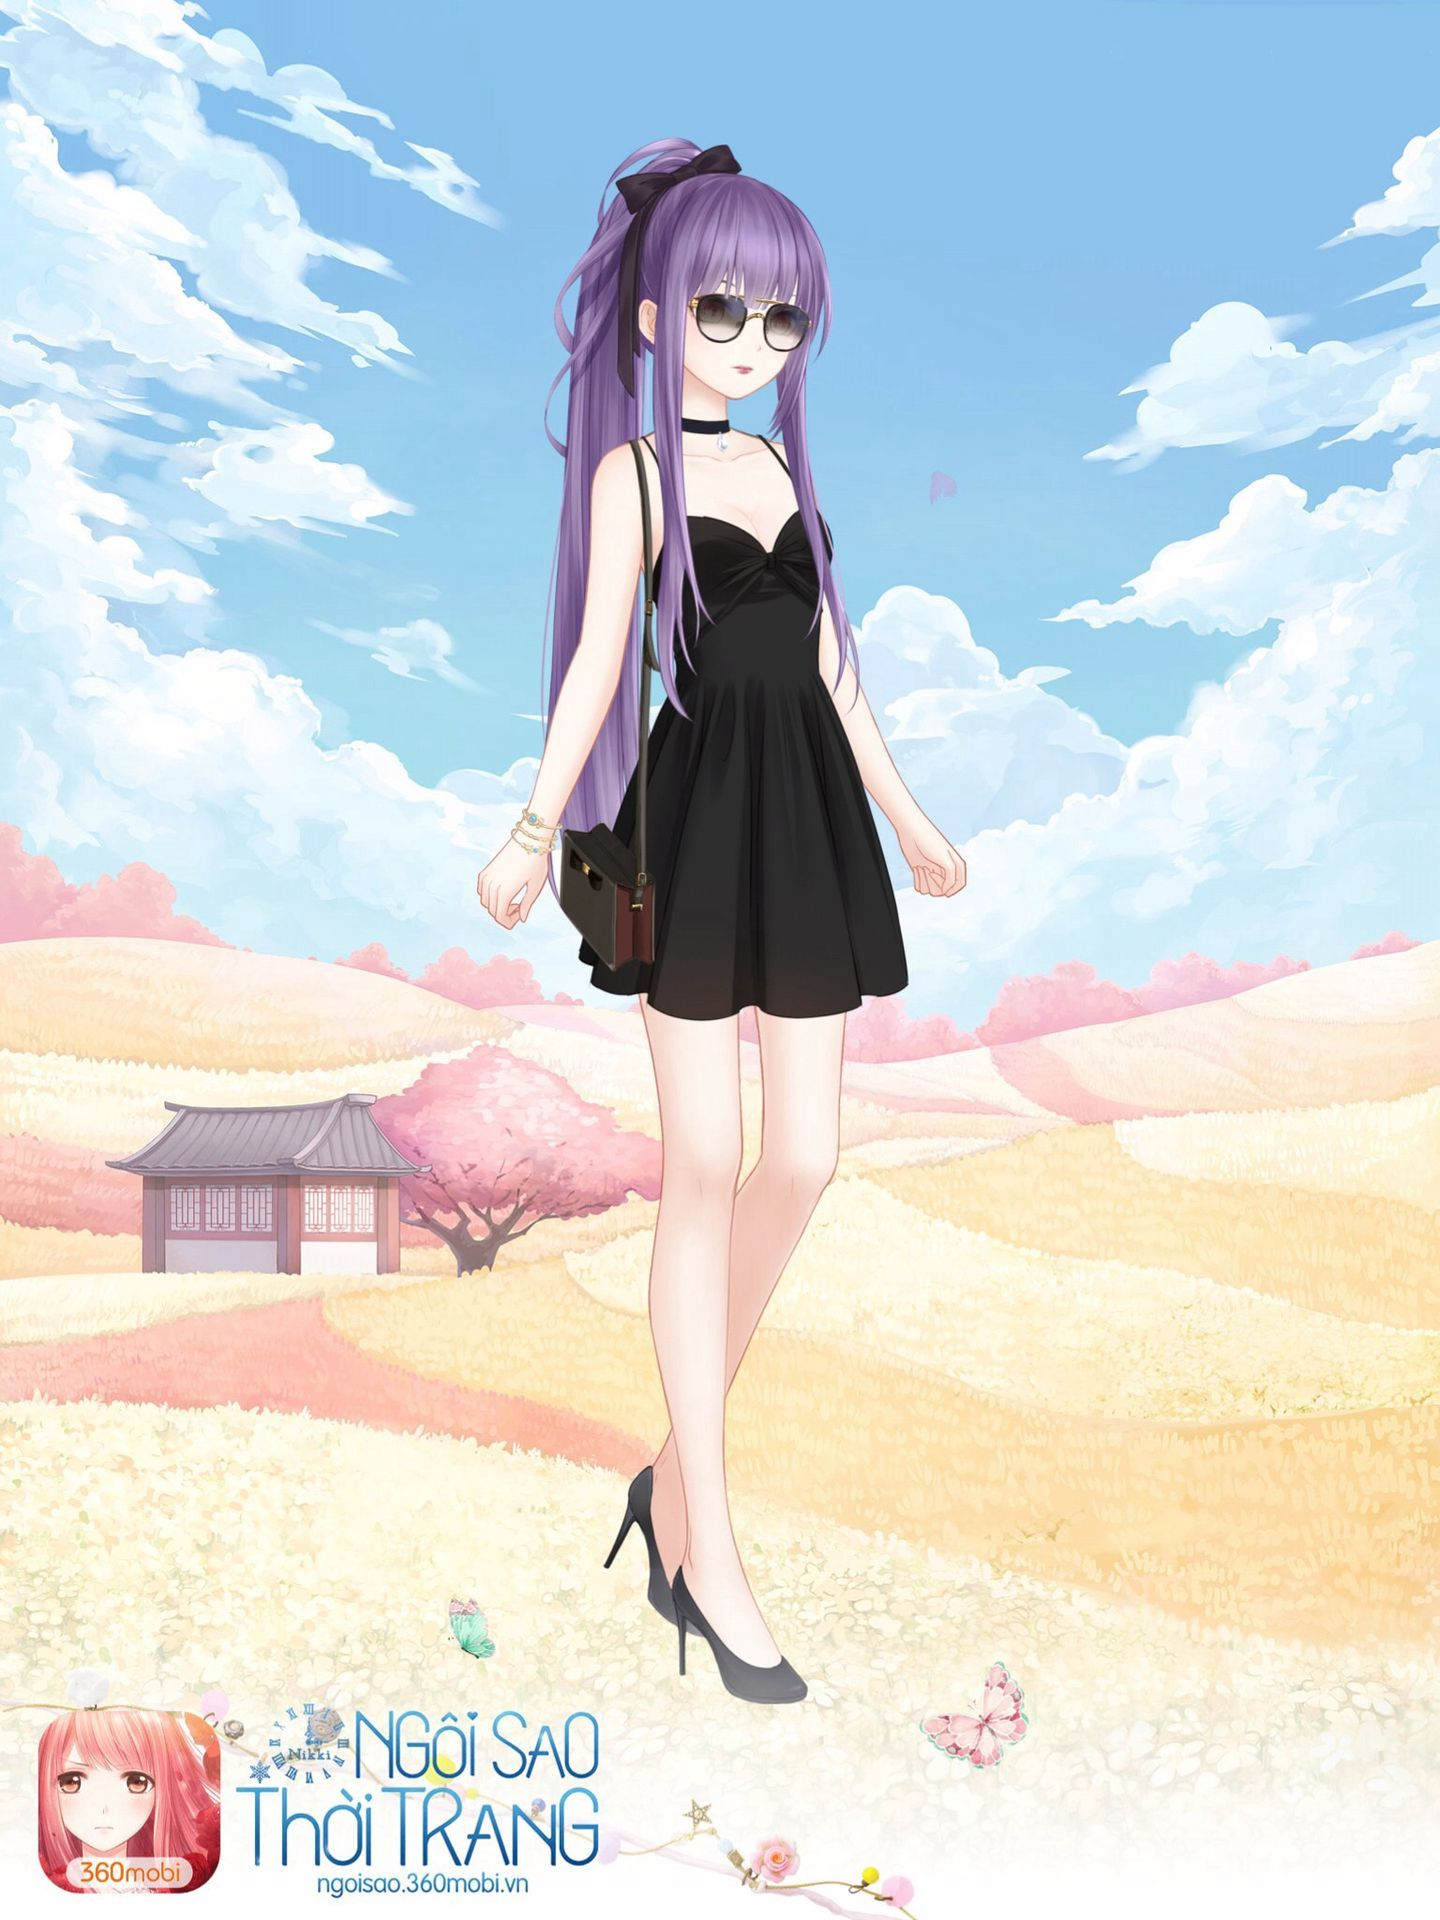 Nikki
NGÔI SAO
THỜI TRANG
360mobi
ngoisao.360mobi.vn